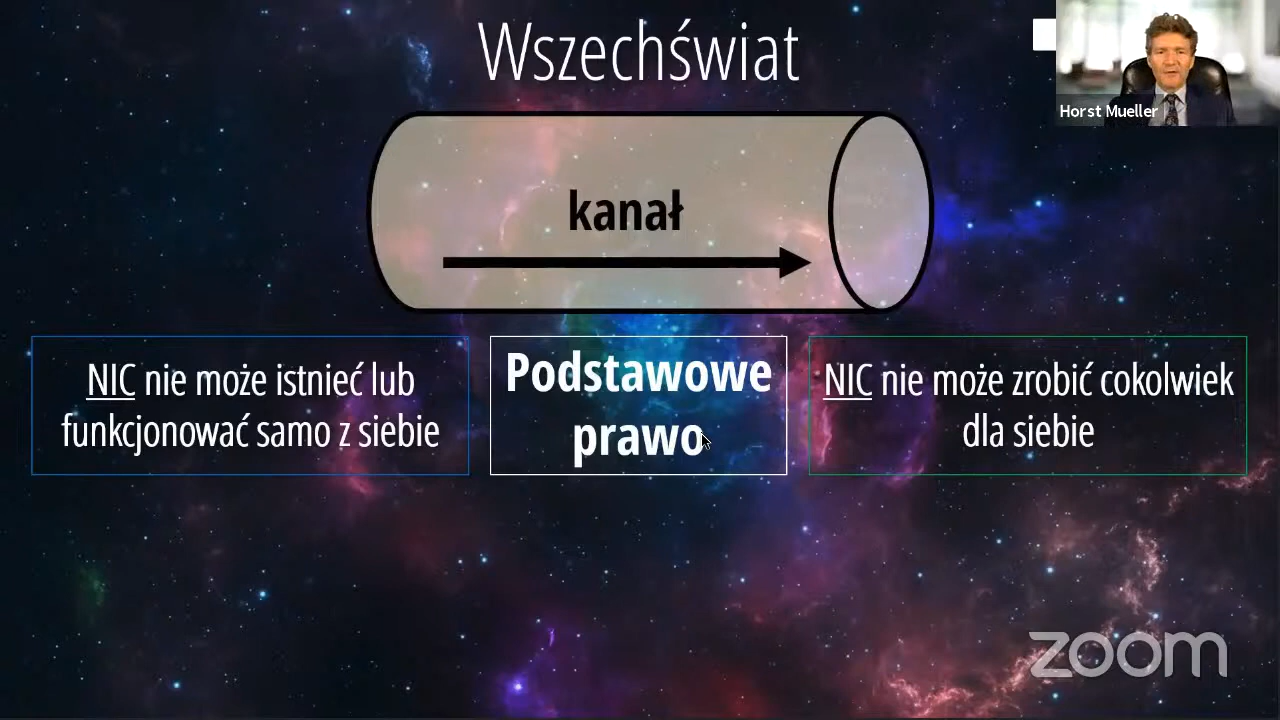 Wszechświat
Horst Mueller
kanał
NIC nie może istnieć lub
funkcjonować samo z siebie
Podstawowe
prawo
NIC nie może zrobić cokolwiek
dla siebie
zoom